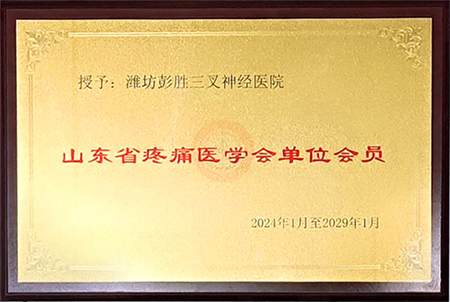 授予：潍坊彭胜三叉神经医院
山东省疼痛医学会单位会员
2024年1月至2029年1月